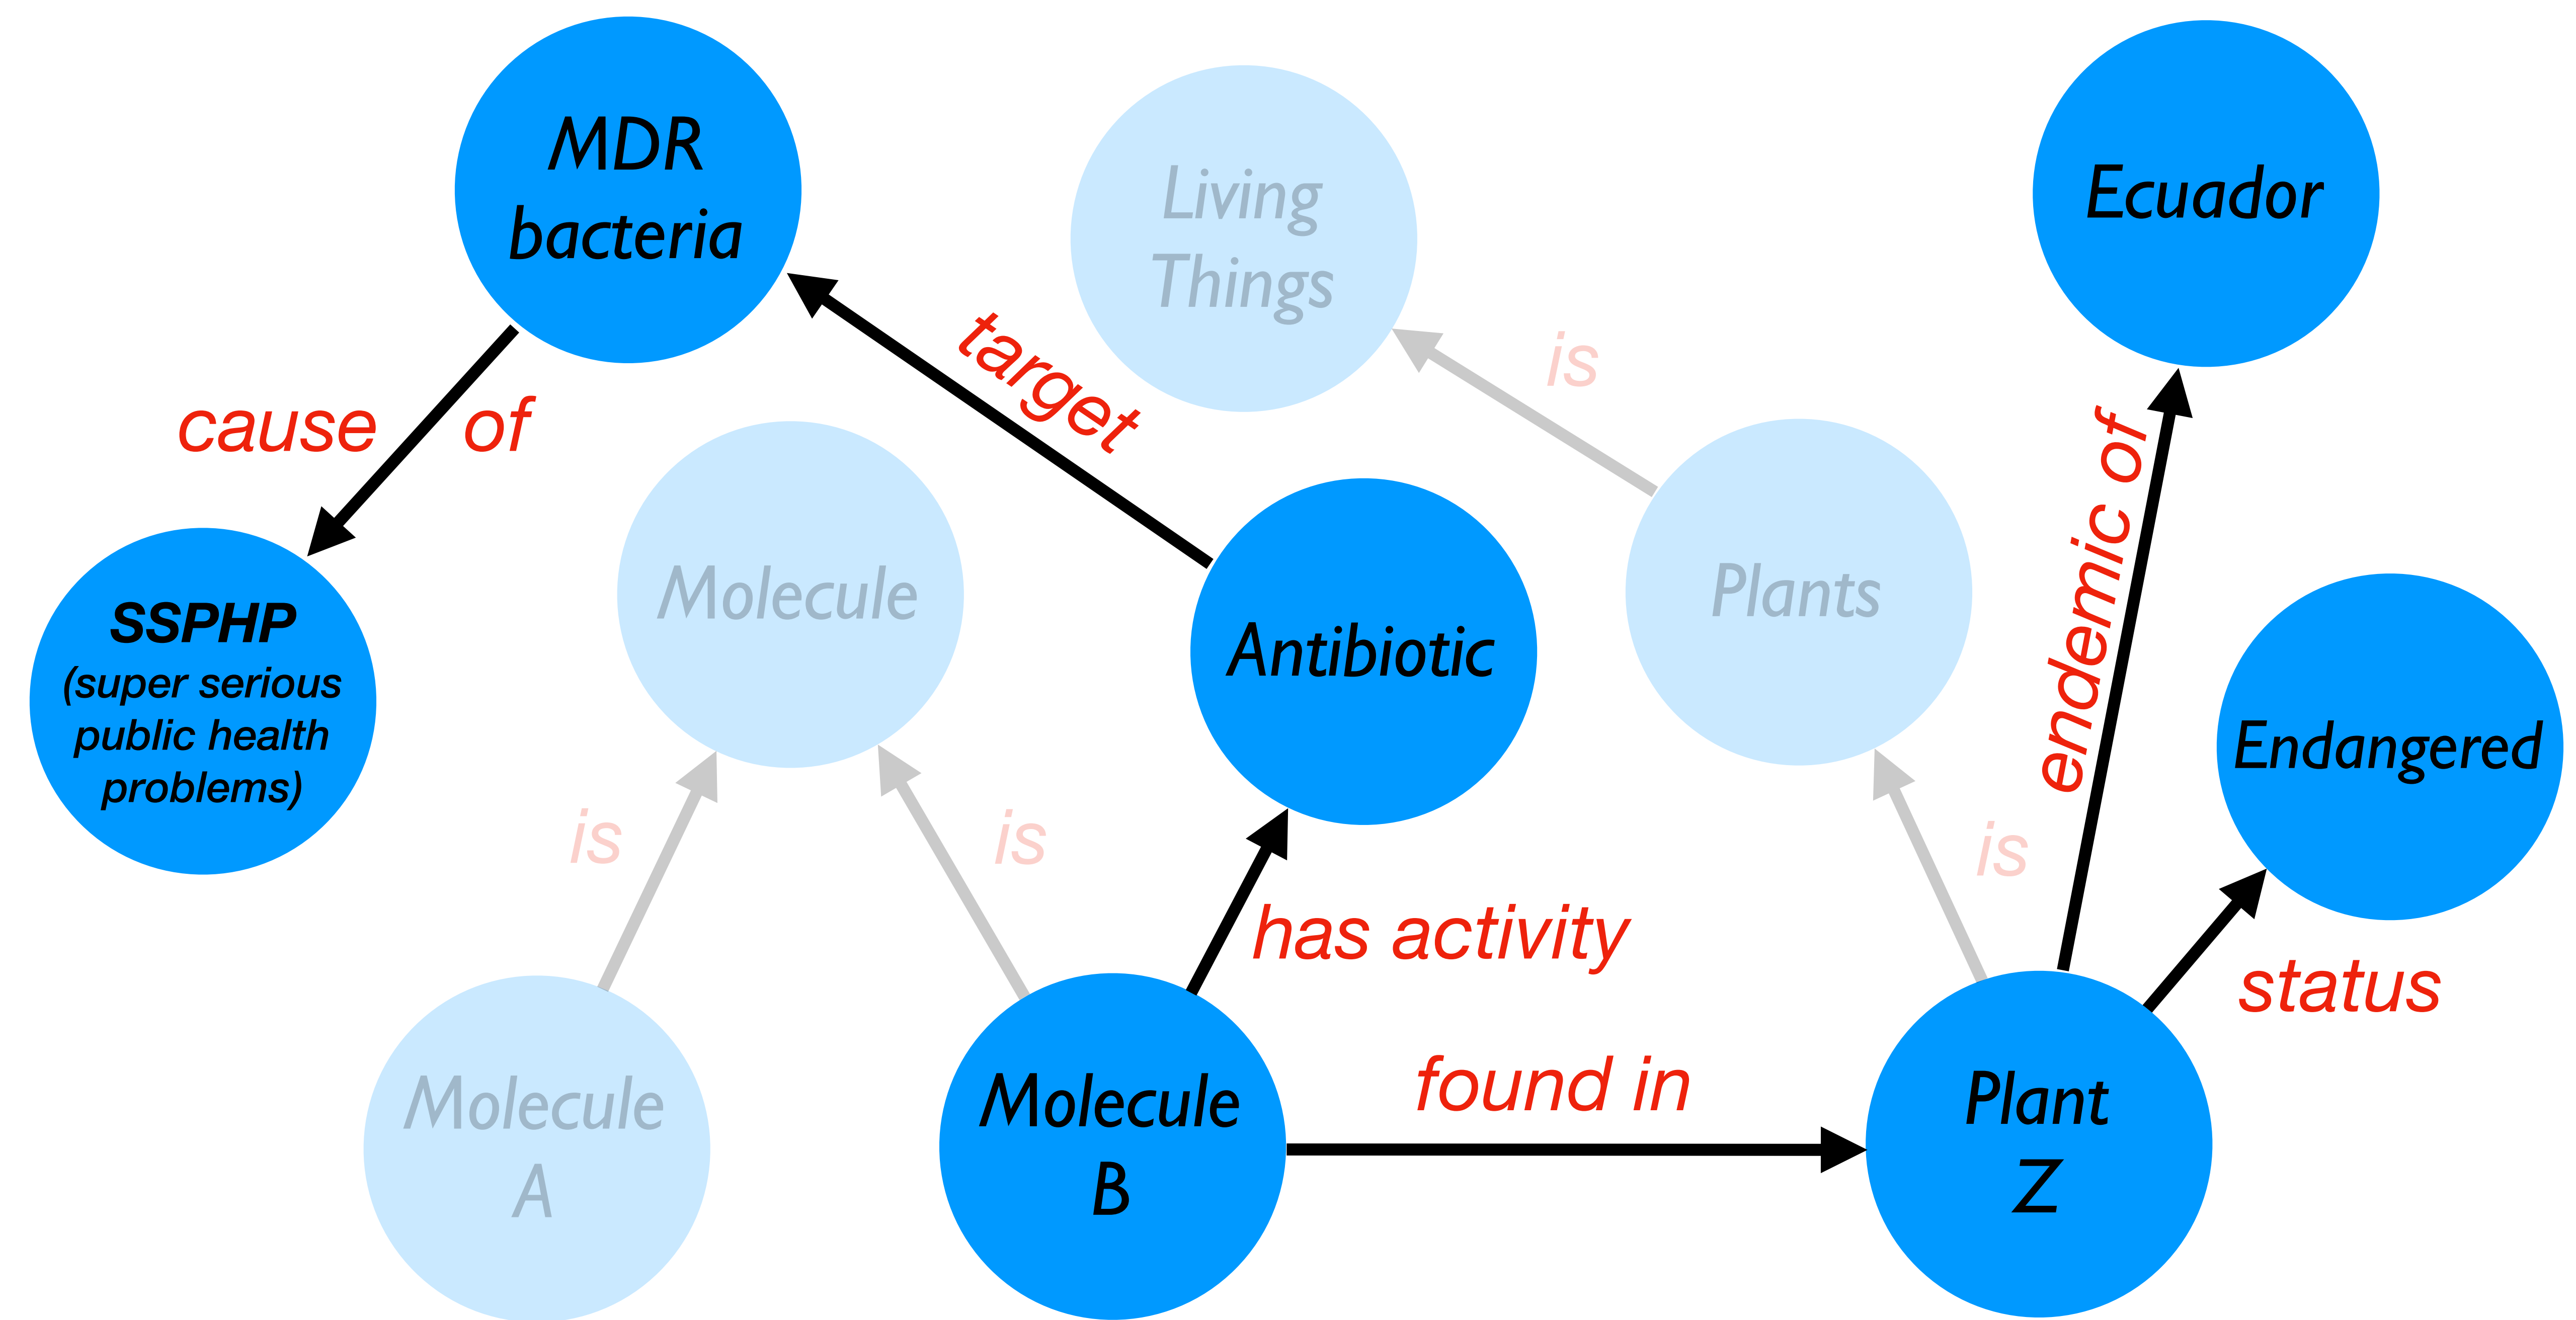 MDR
bacteria
Living
Things
Ecuador
target
is
cause of
endemic of
Molecule
Antibiotic
Plants
SSPHP
(super serious
public health
problems)
Endangered
is
is
is
has activity
status
Molecule
A
Molecule
B
found in
Plant
Z